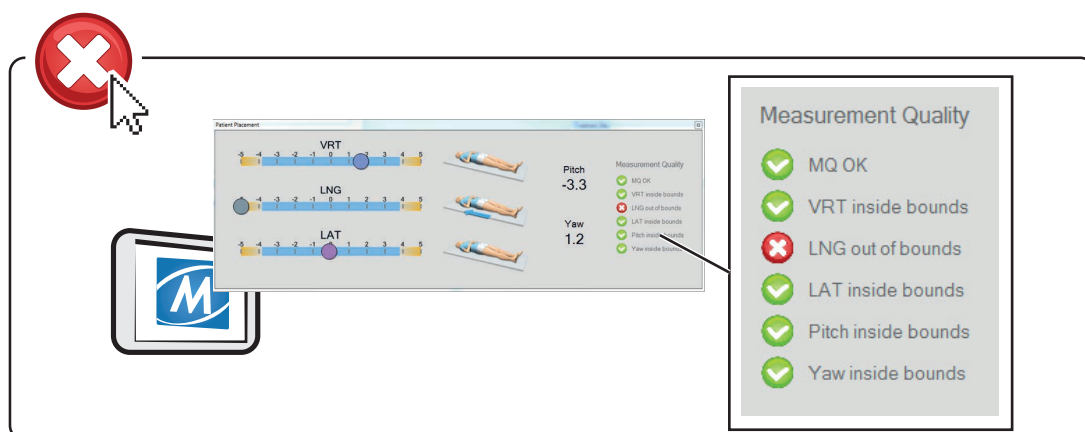 Patient Placement
VRT
-5 -4 -3 -2 -1 0 1 2 3 4 5
LNG
-4 -3 -2 -1 0 1 2 3 4 5
LAT
-5 -4 -3 -2 -1 0 1 2 3 4 5
Pitch
-3.3
Yaw
1.2
Measurement Quality
MQ OK
VRT inside bounds
LNG out of bounds
LAT inside bounds
Pitch inside bounds
Yaw inside bounds
M
Measurement Quality
MQ OK
VRT inside bounds
LNG out of bounds
LAT inside bounds
Pitch inside bounds
Yaw inside bounds